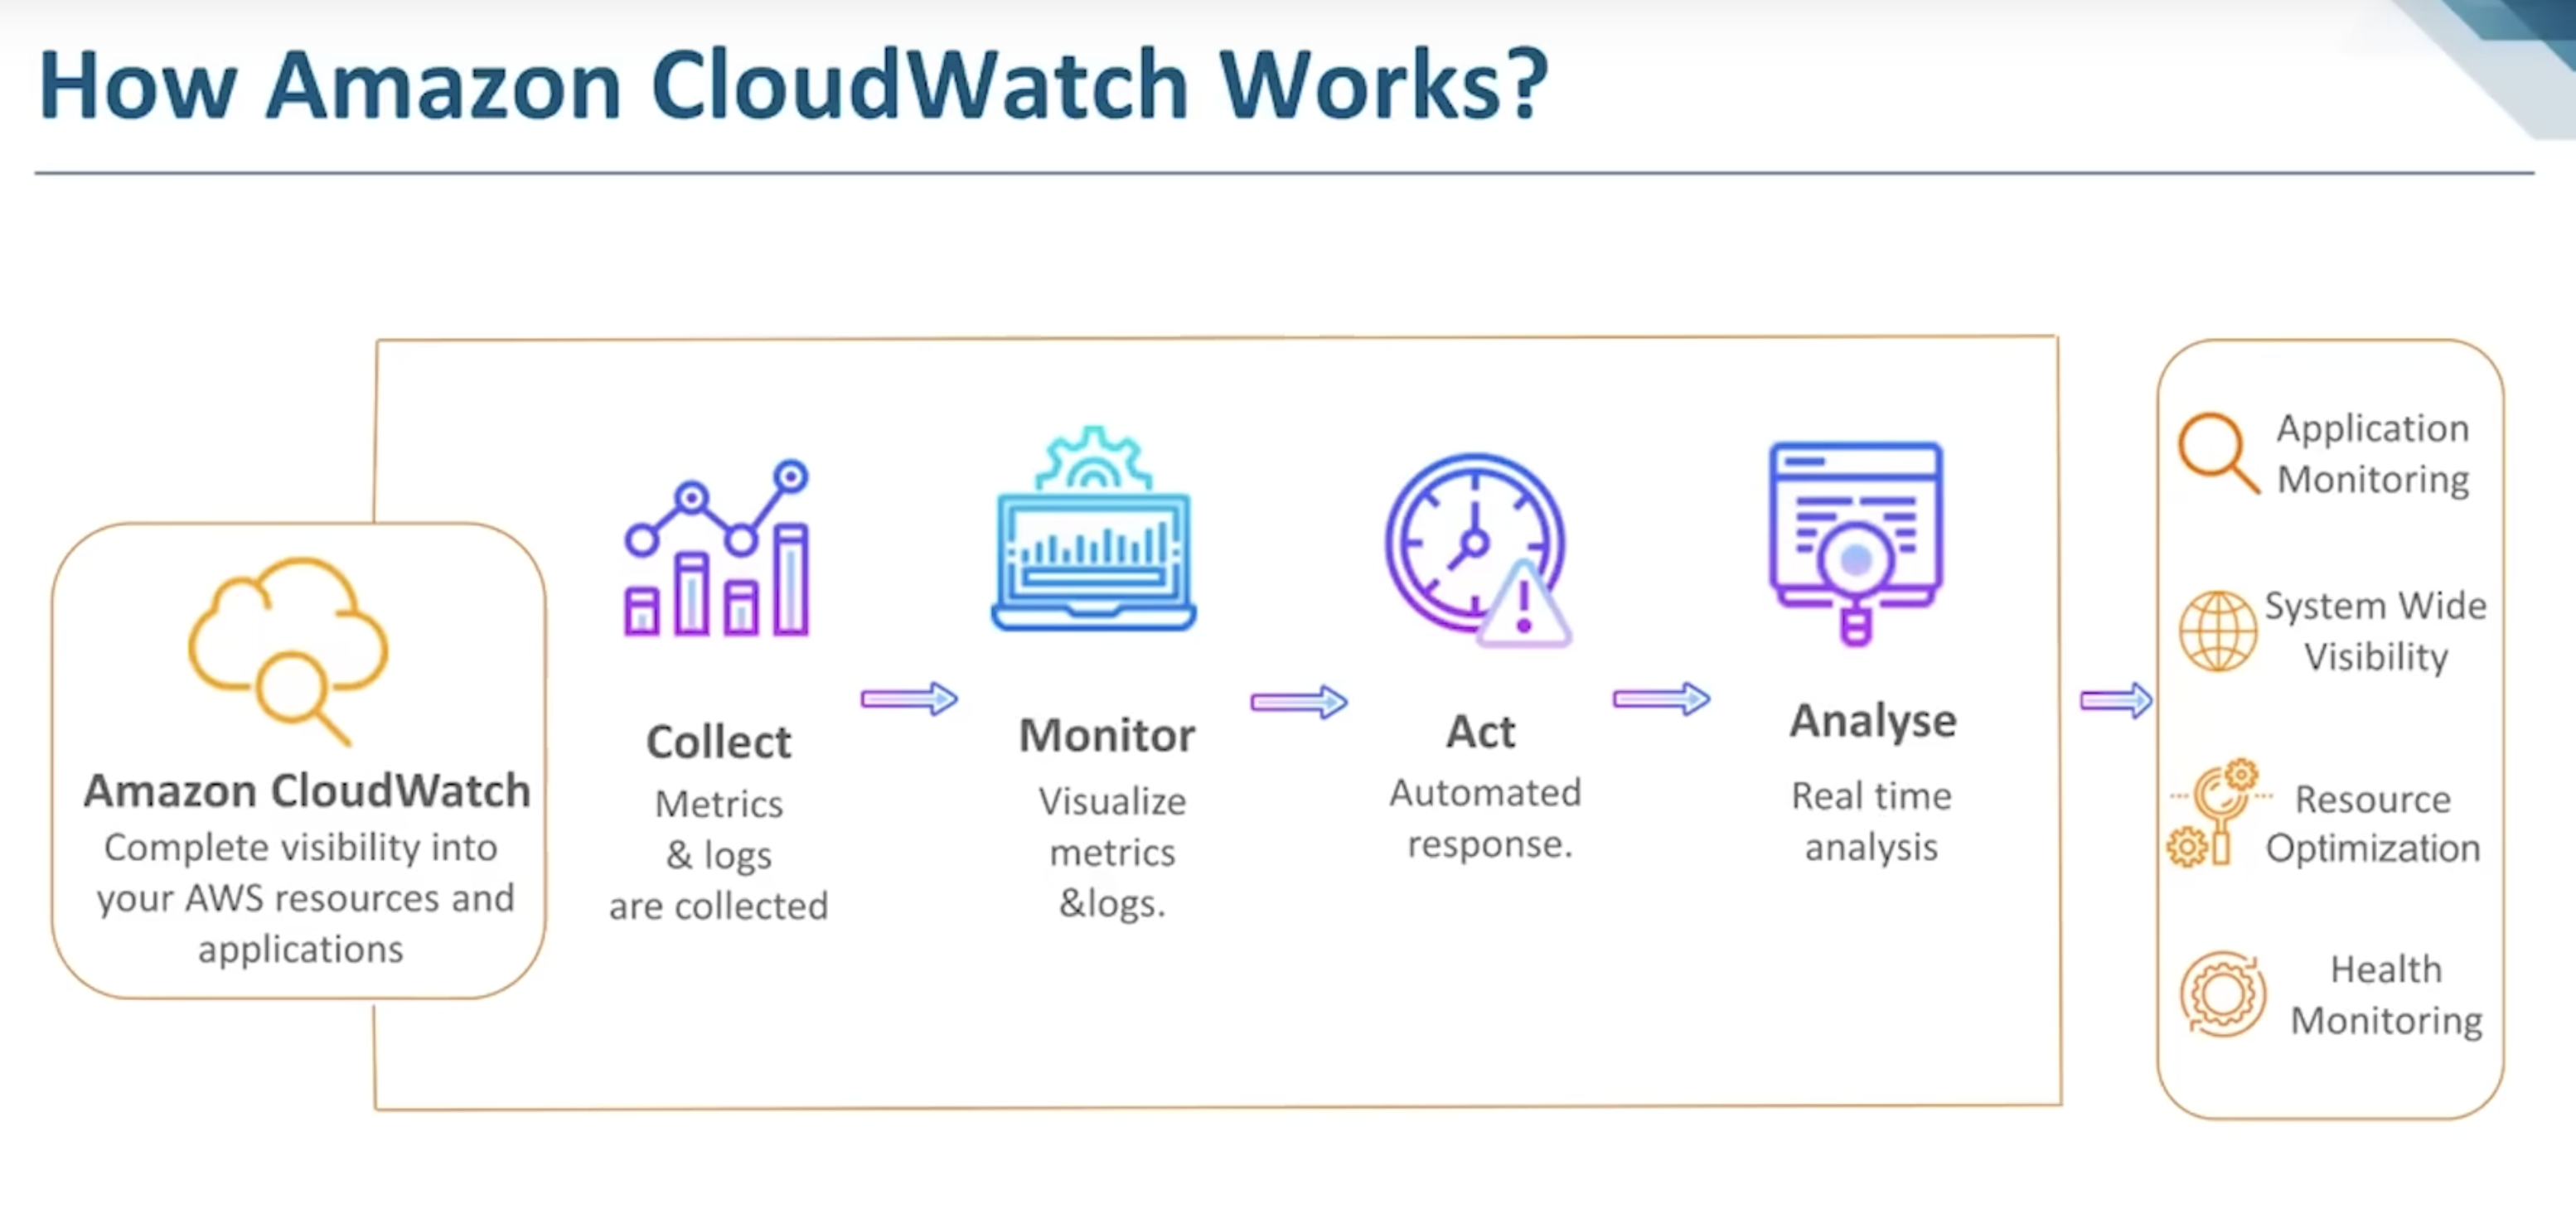 How Amazon CloudWatch Works?
Amazon CloudWatch
Complete visibility into
your AWS resources and
applications
Collect
Metrics
& logs
are collected
Monitor
Visualize
metrics
&logs.
Act
Automated
response.
Analyse
Real time
analysis
Application
Monitoring
System Wide
Visibility
Resource
Optimization
Health
Monitoring